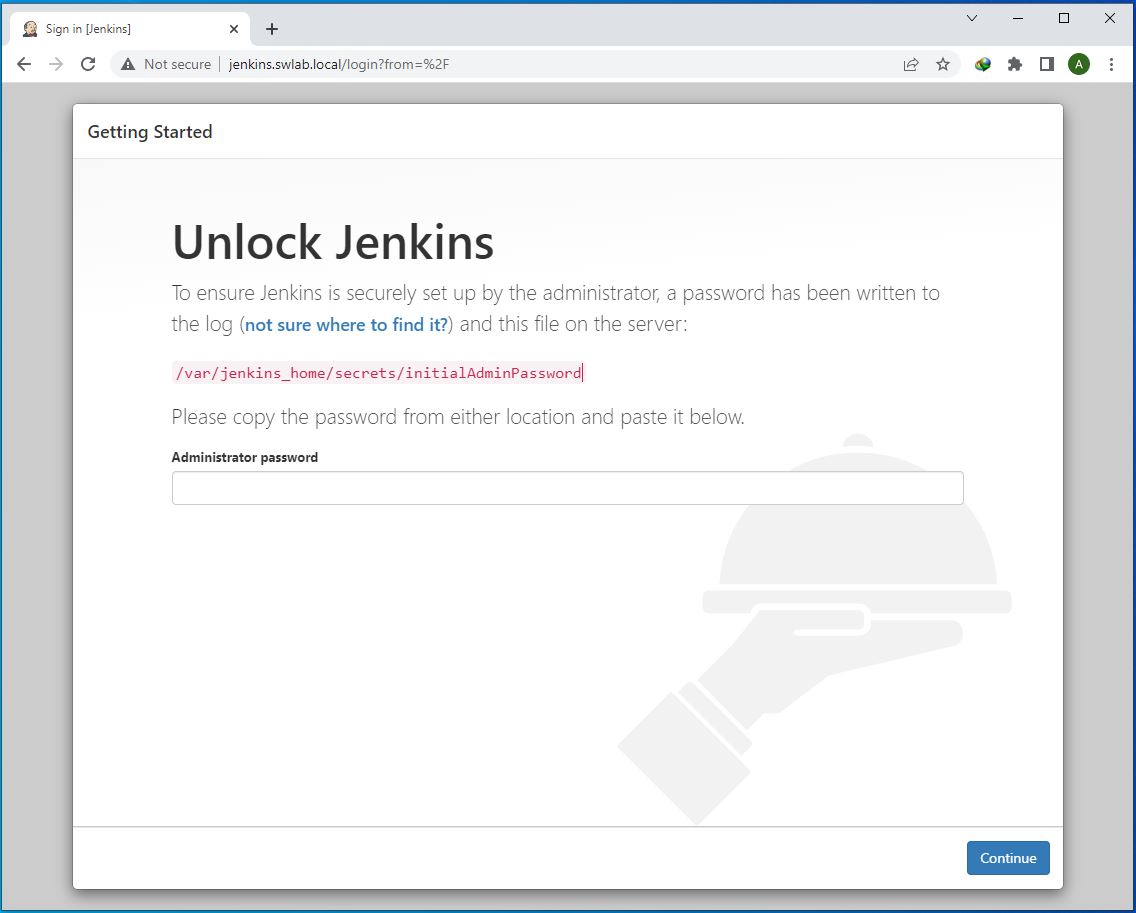 Sign in [Jenkins]
Not secure
jenkins.swlab.local/login?from=%2F
A
Getting Started
Unlock Jenkins
To ensure Jenkins is securely set up by the administrator, a password has been written to
the log (not sure where to find it?) and this file on the server:
/var/jenkins_home/secrets/initialAdminPassword
Please copy the password from either location and paste it below.
Administrator password
Continue